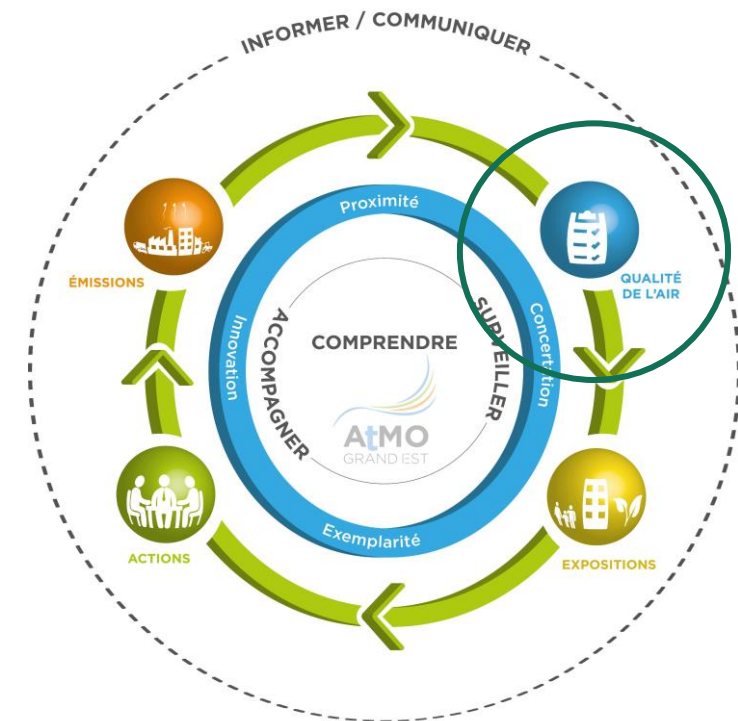 INFORMER / COMMUNIQUER
Proximité
ÉMISSIONS
QUALITÉ
DE L'AIR
Innovation
ACCOMPAGNER
COMPRENDRE
SURVEILLER
Concertation
AtMO
GRAND EST
Exemplarité
ACTIONS
EXPOSITIONS